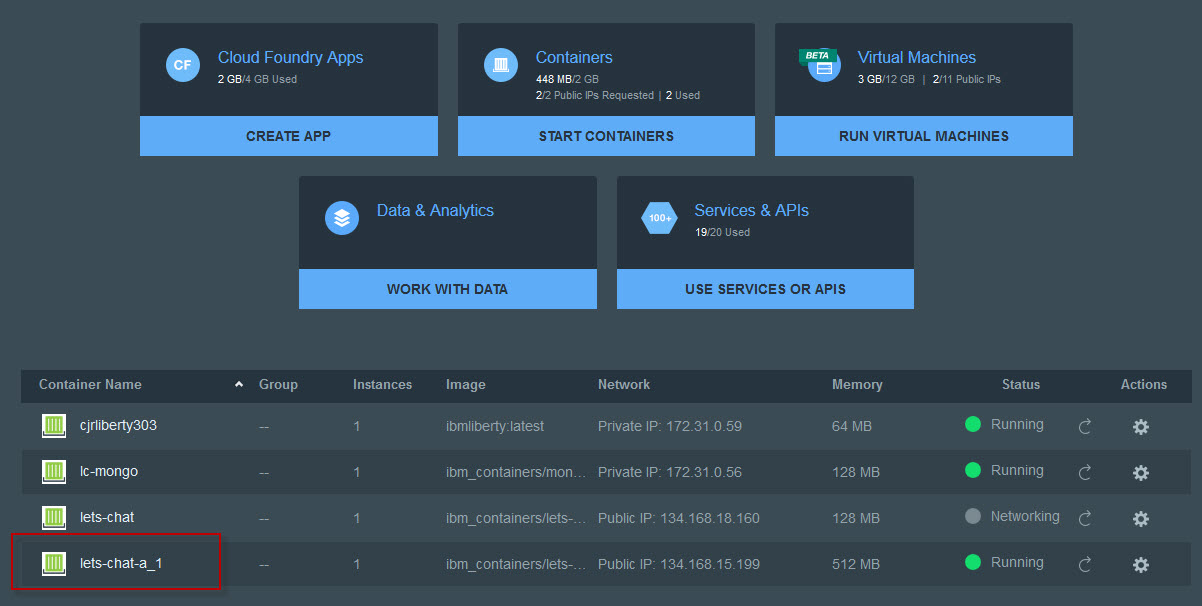 CF
Cloud Foundry Apps
2 GB/4 GB Used
CREATE APP
Containers
448 MB/2 GB
2/2 Public IPs Requested | 2 Used
START CONTAINERS
BETA
Virtual Machines
3 GB/12 GB | 2/11 Public IPs
RUN VIRTUAL MACHINES
Data & Analytics
WORK WITH DATA
100+
Services & APIs
19/20 Used
USE SERVICES OR APIS
Container Name Group Instances Image Network Memory Status Actions
cjrliberty303 -- 1 ibmliberty:latest Private IP: 172.31.0.59 64 MB Running
lc-mongo -- 1 ibm_containers/mon... Private IP: 172.31.0.56 128 MB Running
lets-chat -- 1 ibm_containers/lets-... Public IP: 134.168.18.160 128 MB Networking
lets-chat-a_1 -- 1 ibm_containers/lets-... Public IP: 134.168.15.199 512 MB Running